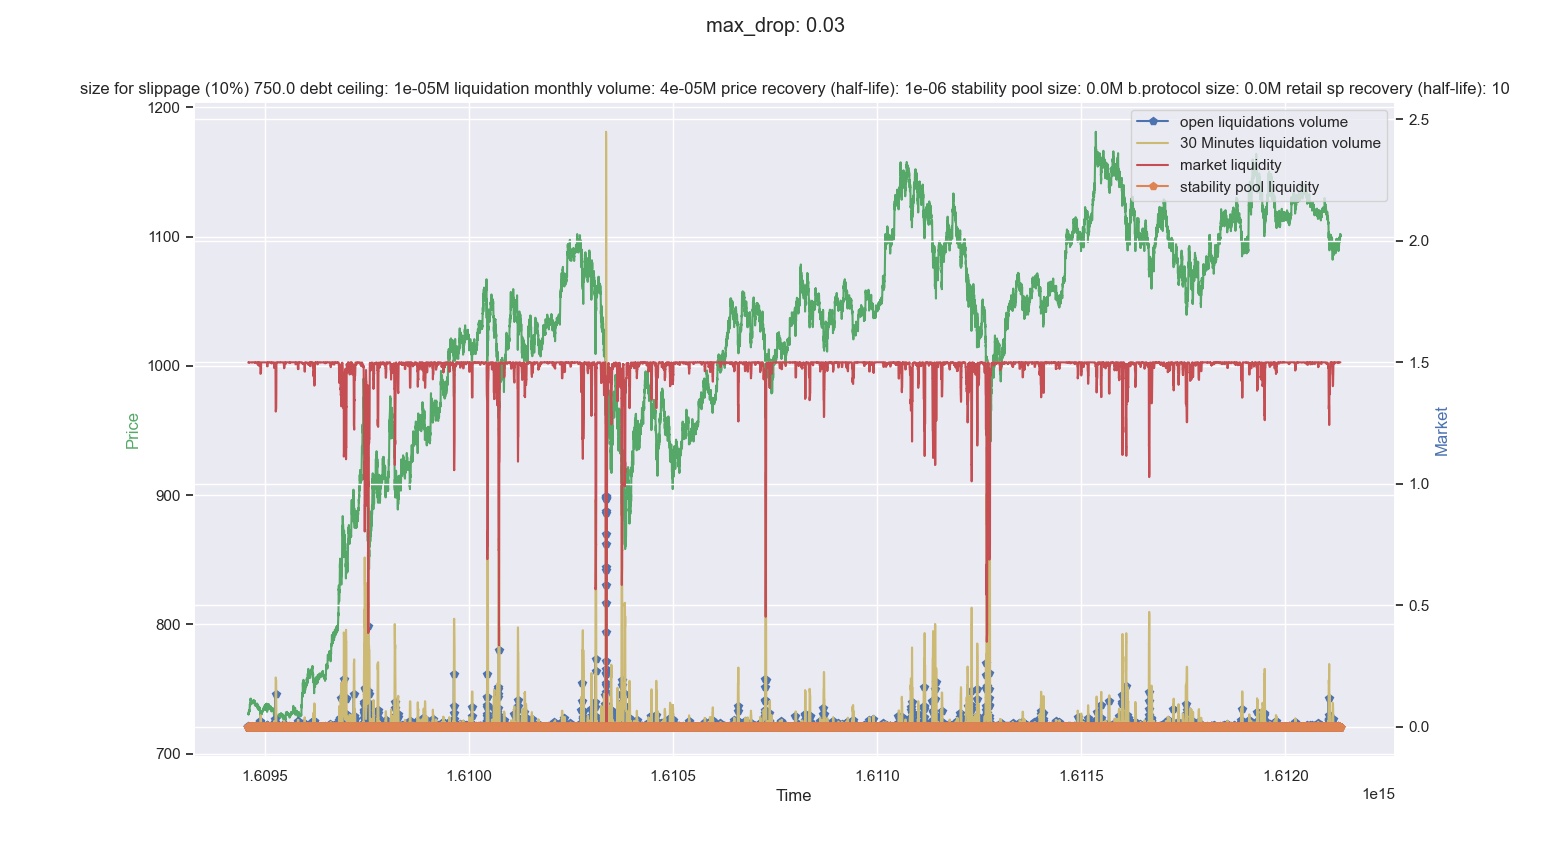 max_drop: 0.03
size for slippage (10%) 750.0 debt ceiling: 1e-05M liquidation monthly volume: 4e-05M price recovery (half-life): 1e-06 stability pool size: 0.0M b.protocol size: 0.0M retail sp recovery (half-life): 10
open liquidations volume
30 Minutes liquidation volume
market liquidity
stability pool liquidity
1200
1100
1000
900
800
700
Price
2.5
2.0
1.5
1.0
0.5
0.0
Market
1.6095 1.6100 1.6105 1.6110 1.6115 1.6120
1e15
Time